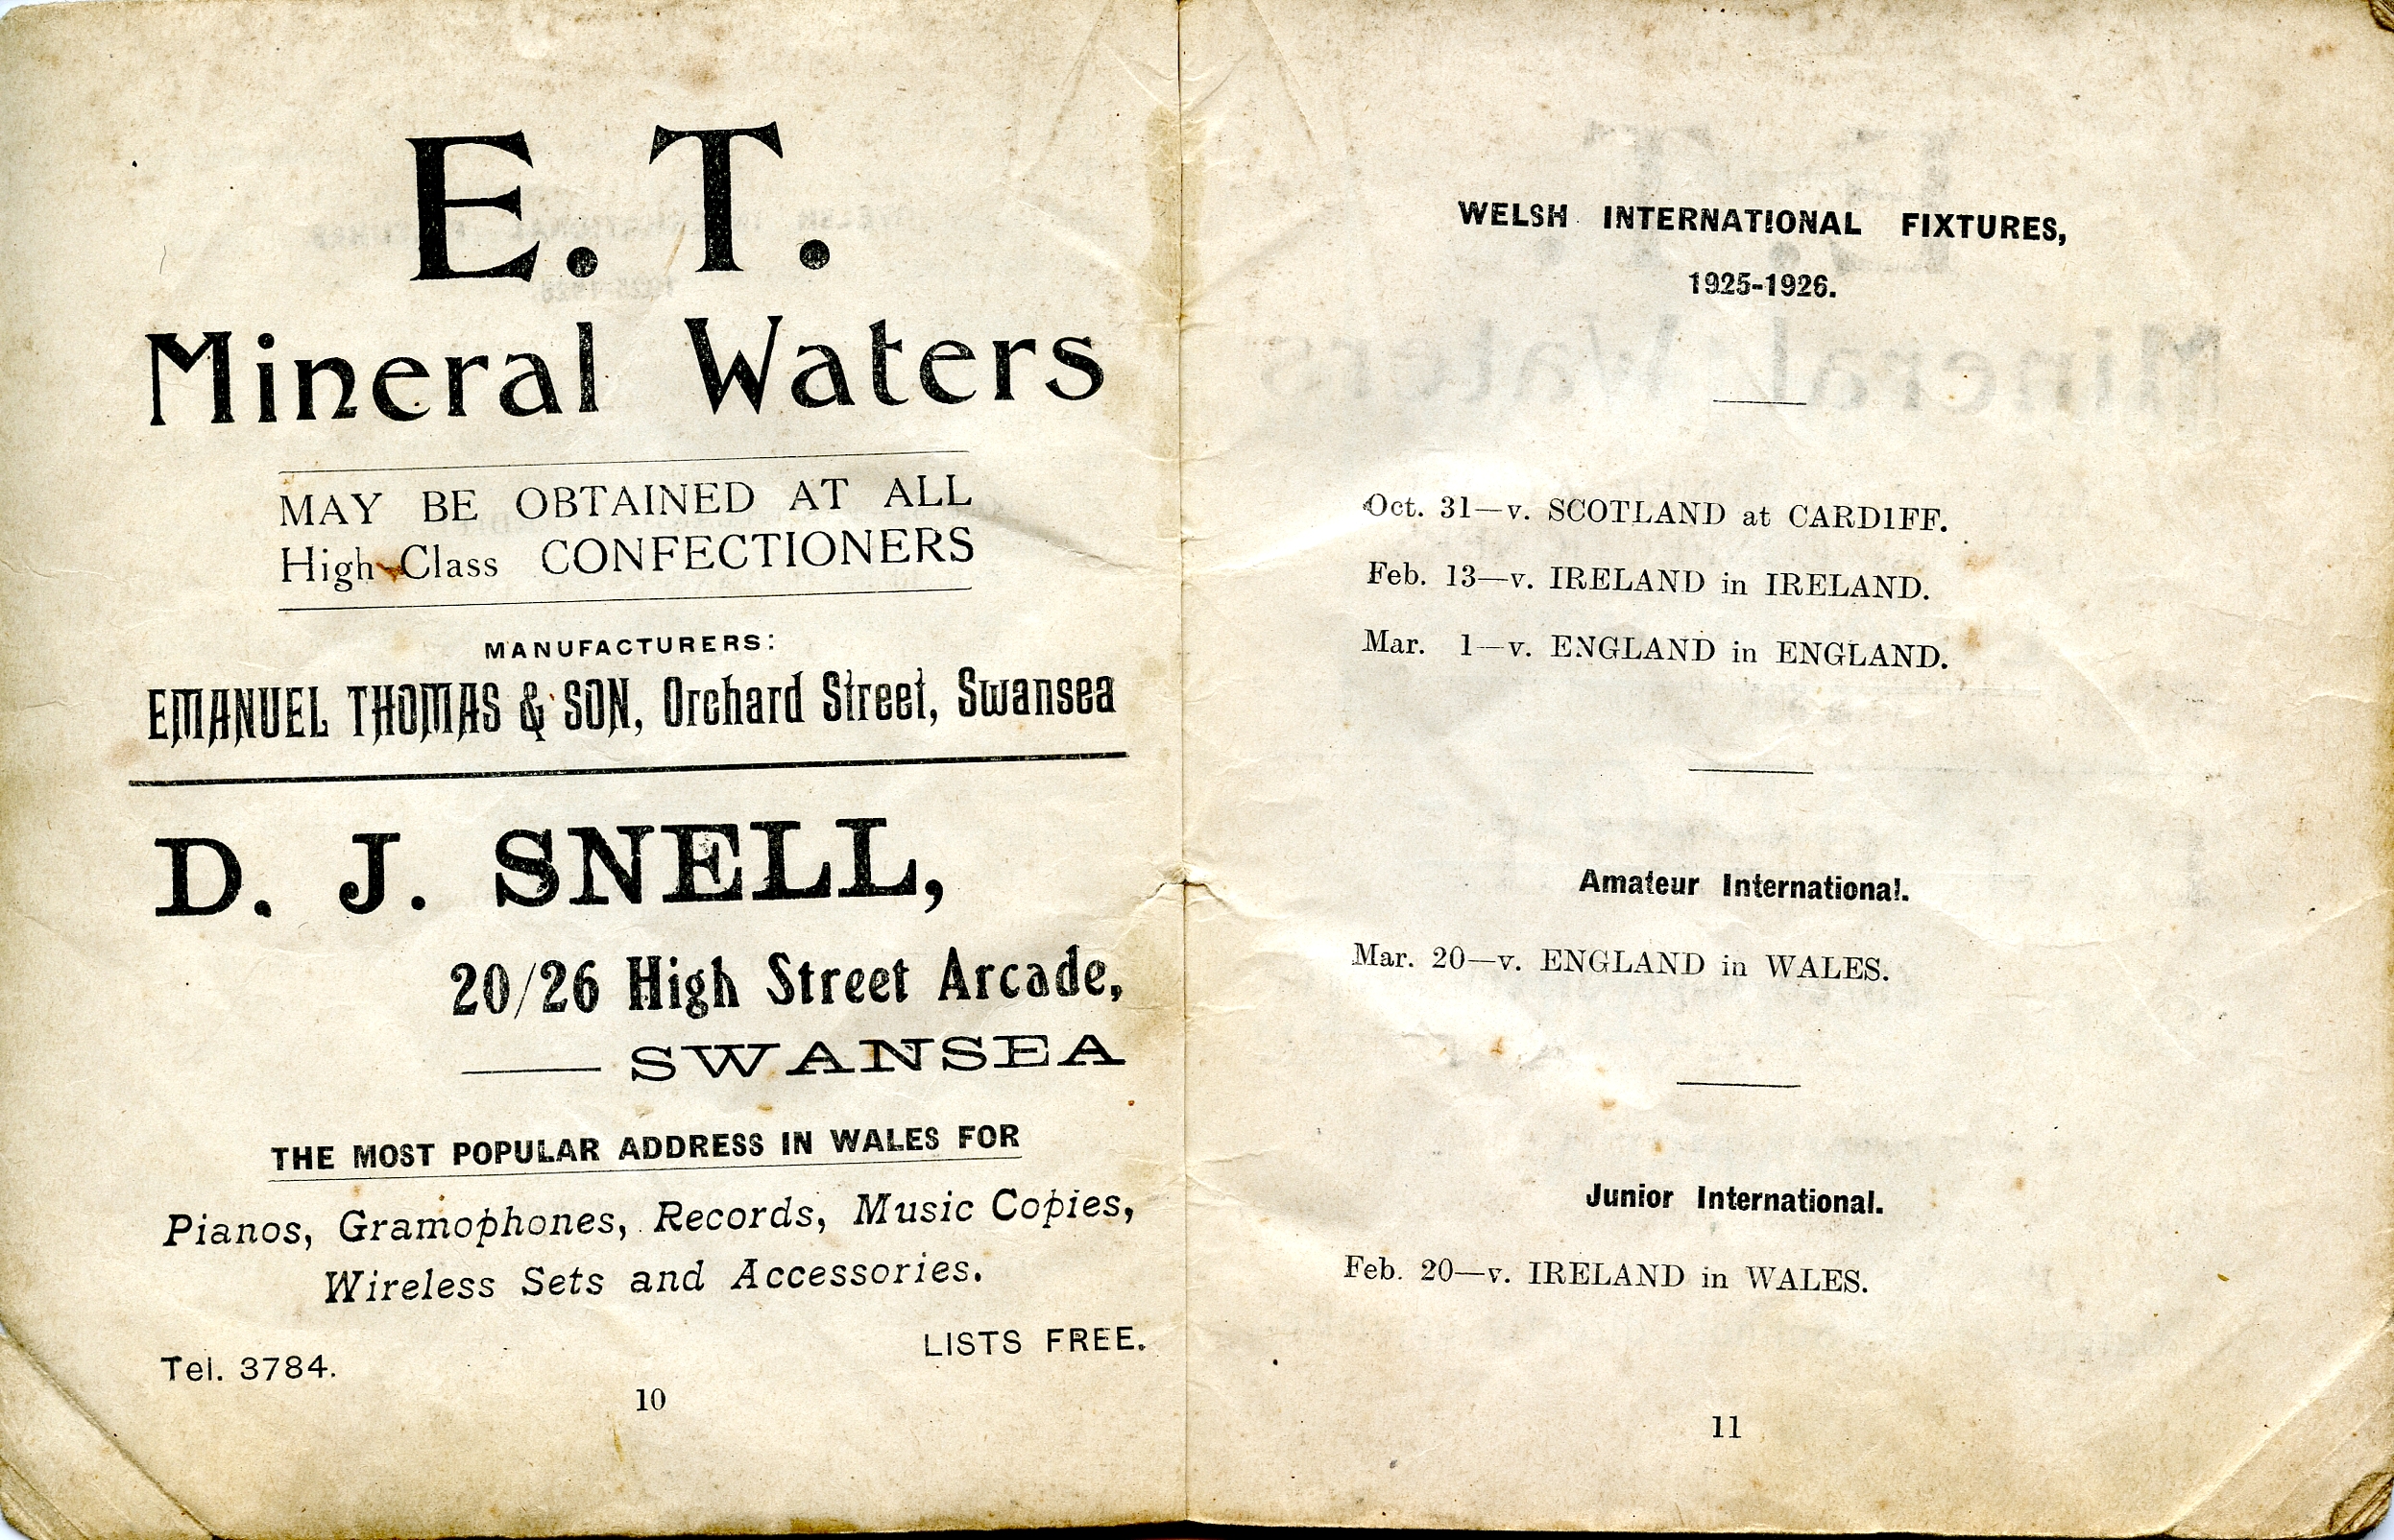 E. T.
Mineral Waters
MAY BE OBTAINED AT ALL
High-Class CONFECTIONERS
MANUFACTURERS:
EMANUEL THOMAS & SON, Orchard Street, Swansea
D. J. SNELL,
20/26 High Street Arcade,
SWANSEA
THE MOST POPULAR ADDRESS IN WALES FOR
Pianos, Gramophones, Records, Music Copies,
Wireless Sets and Accessories.
LISTS FREE.
Tel. 3784.
10
WELSH INTERNATIONAL FIXTURES,
1925-1926.
Oct. 31—v. SCOTLAND at CARD1FF.
Feb. 13—v. IRELAND in IRELAND.
Mar. 1—v. ENGLAND in ENGLAND.
Amateur International.
Mar. 20—v. ENGLAND in WALES.
Junior International.
Feb. 20—v. IRELAND in WALES.
11